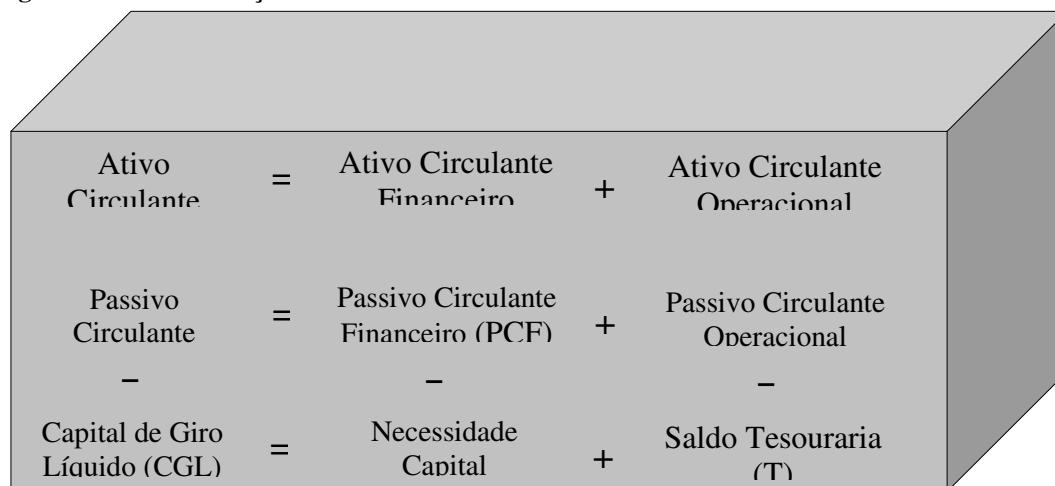 Ativo
Circulante
=
Ativo Circulante
Financeiro
+
Ativo Circulante
Operacional
Passivo
Circulante
=
Passivo Circulante
Financeiro (PCF)
+
Passivo Circulante
Operacional
– – –
Capital de Giro
Líquido (CGL)
=
Necessidade
Capital
+
Saldo Tesouraria
(T)